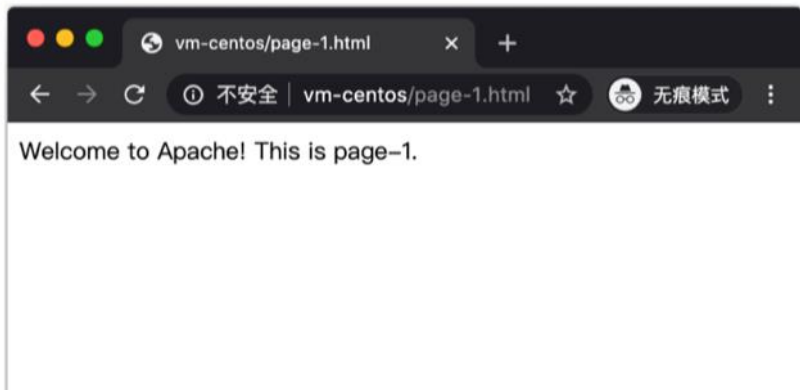 vm-centos/page-1.html
不安全 vm-centos/page-1.html 无痕模式
Welcome to Apache! This is page-1.